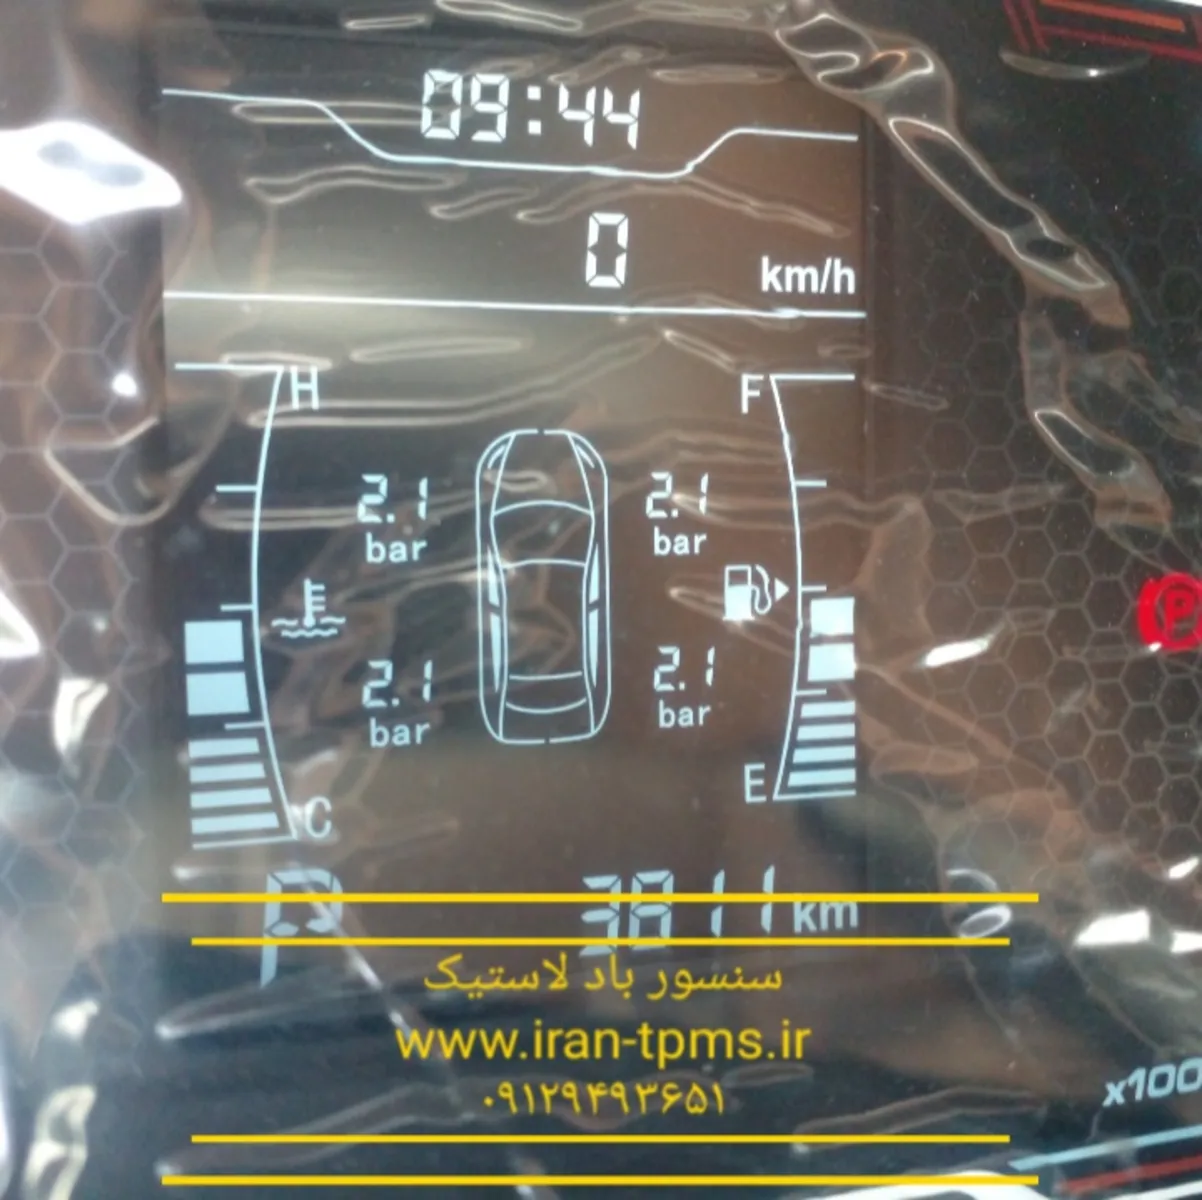 09:44
0 km/h
H F
2.1 2.1
bar bar
2.1 2.1
bar bar
C E
P 3811 km
سنسور باد لاستیک
www.iran-tpms.ir
۰۹۱۲۹۴۹۳۶۵۱
P
x100